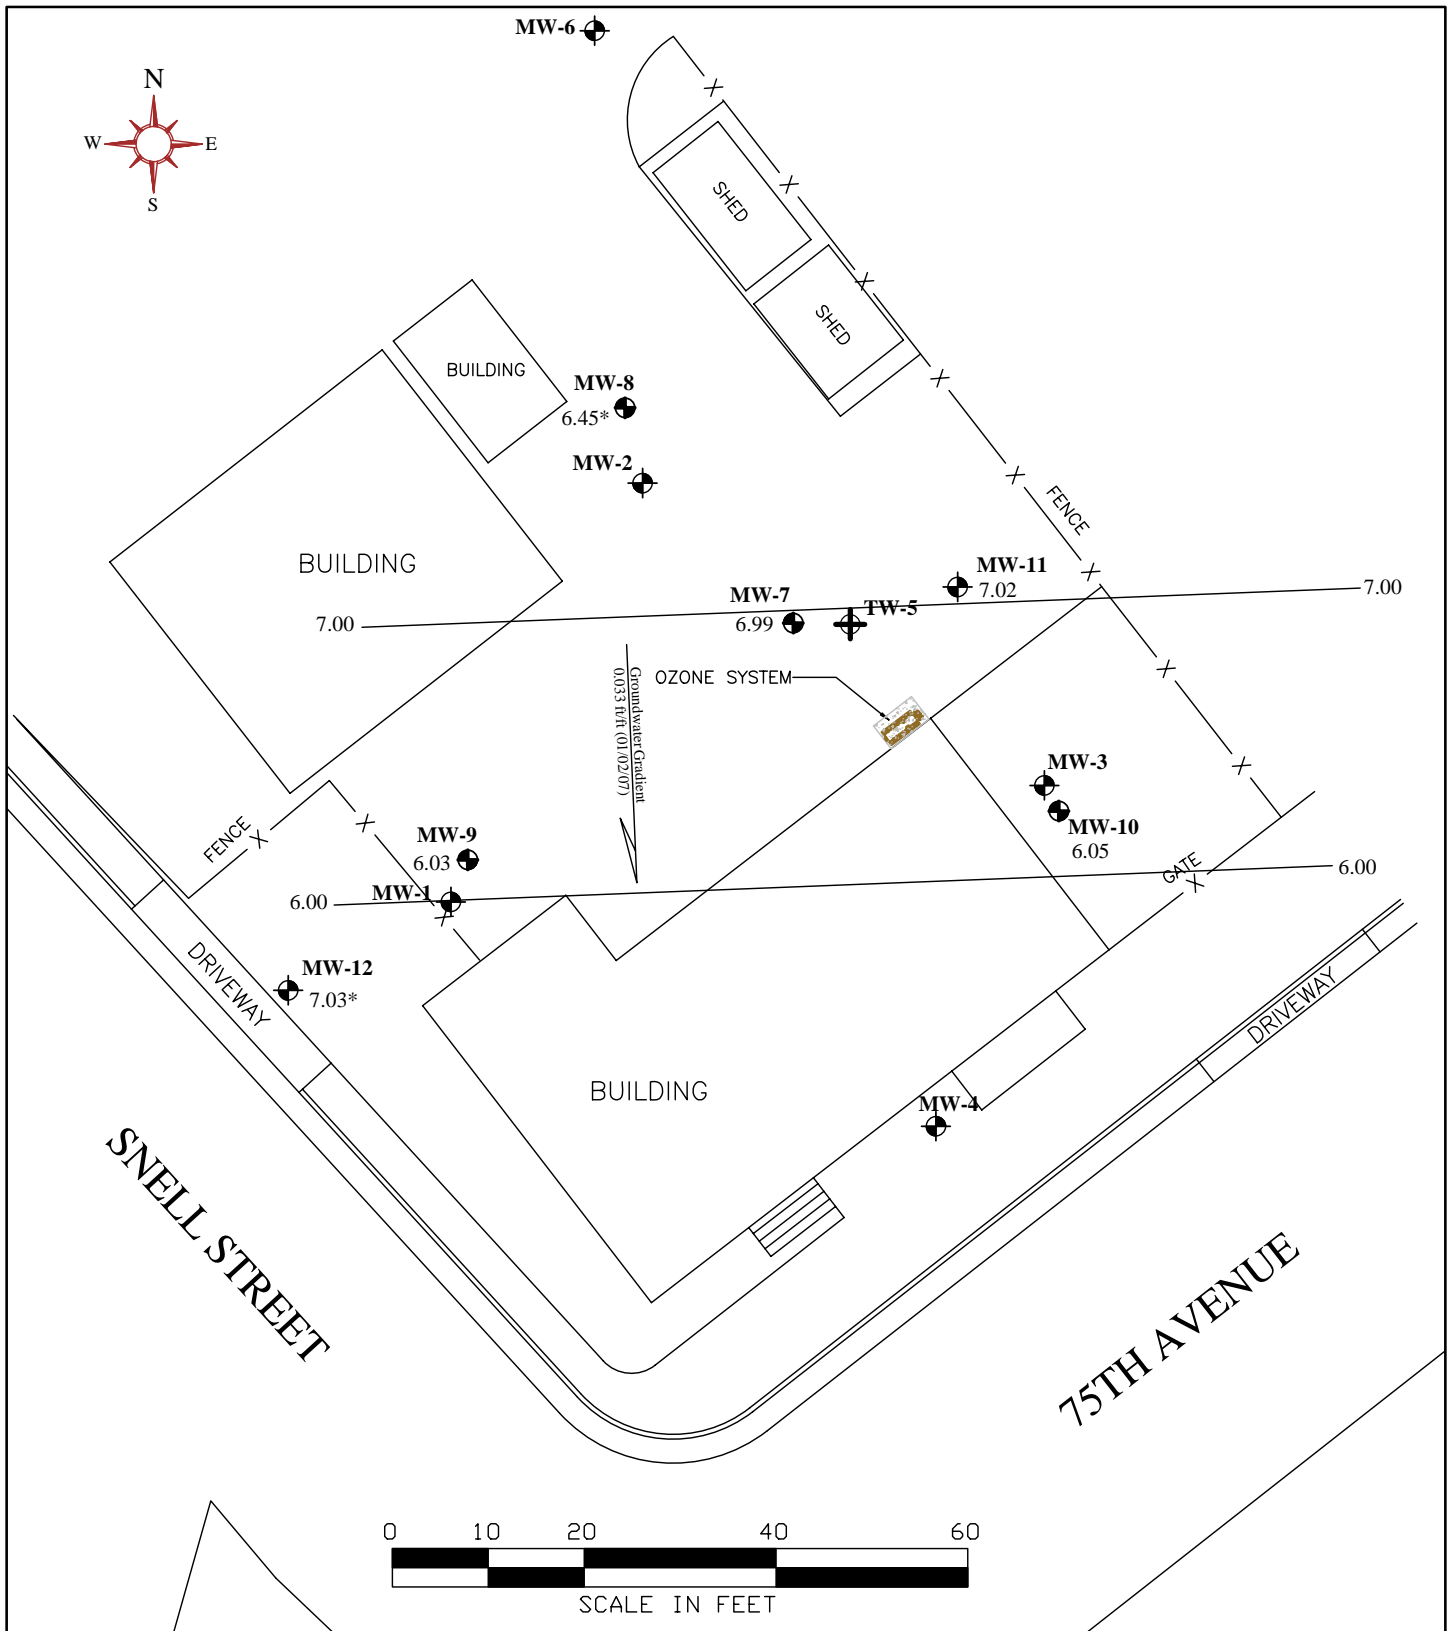 MW-6
N
W
E
S
SHED
SHED
BUILDING
MW-8
6.45*
MW-2
FENCE
BUILDING
MW-11
7.02
7.00
MW-7
6.99
TW-5
7.00
OZONE SYSTEM
Groundwater Gradient
0.033 ft/ft (01/02/07)
MW-3
MW-10
6.05
FENCE
MW-9
6.03
GATE
6.00
MW-1
6.00
MW-12
7.03*
DRIVEWAY
DRIVEWAY
BUILDING
MW-4
SNELL STREET
75TH AVENUE
0 10 20 40 60
SCALE IN FEET